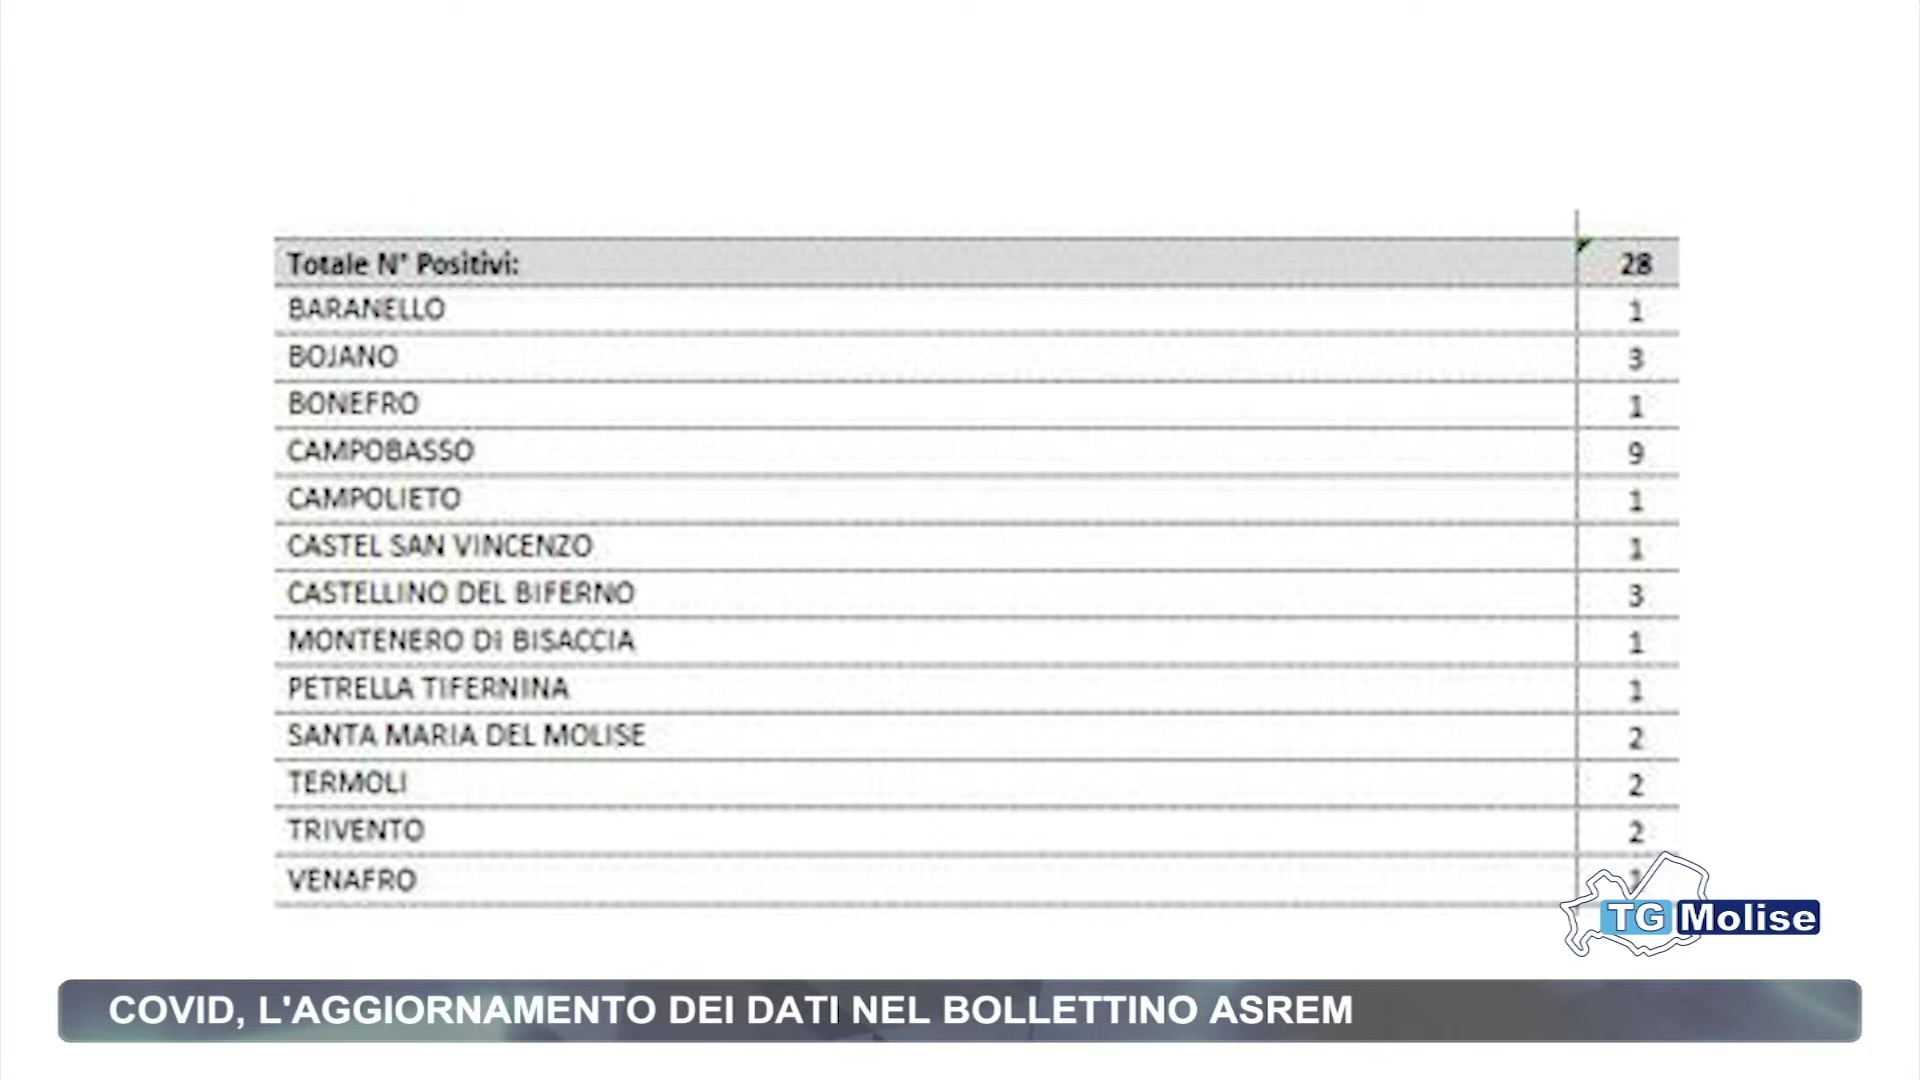 Totale N° Positivi: 28
BARANELLO 1
BOJANO 3
BONEFRO 1
CAMPOBASSO 9
CAMPOLIETO 1
CASTEL SAN VINCENZO 1
CASTELLINO DEL BIFERNO 3
MONTENERO DI BISACCIA 1
PETRELLA TIFERNINA 1
SANTA MARIA DEL MOLISE 2
TERMOLI 2
TRIVENTO 2
VENAFRO 1
TG Molise
COVID, L'AGGIORNAMENTO DEI DATI NEL BOLLETTINO ASREM